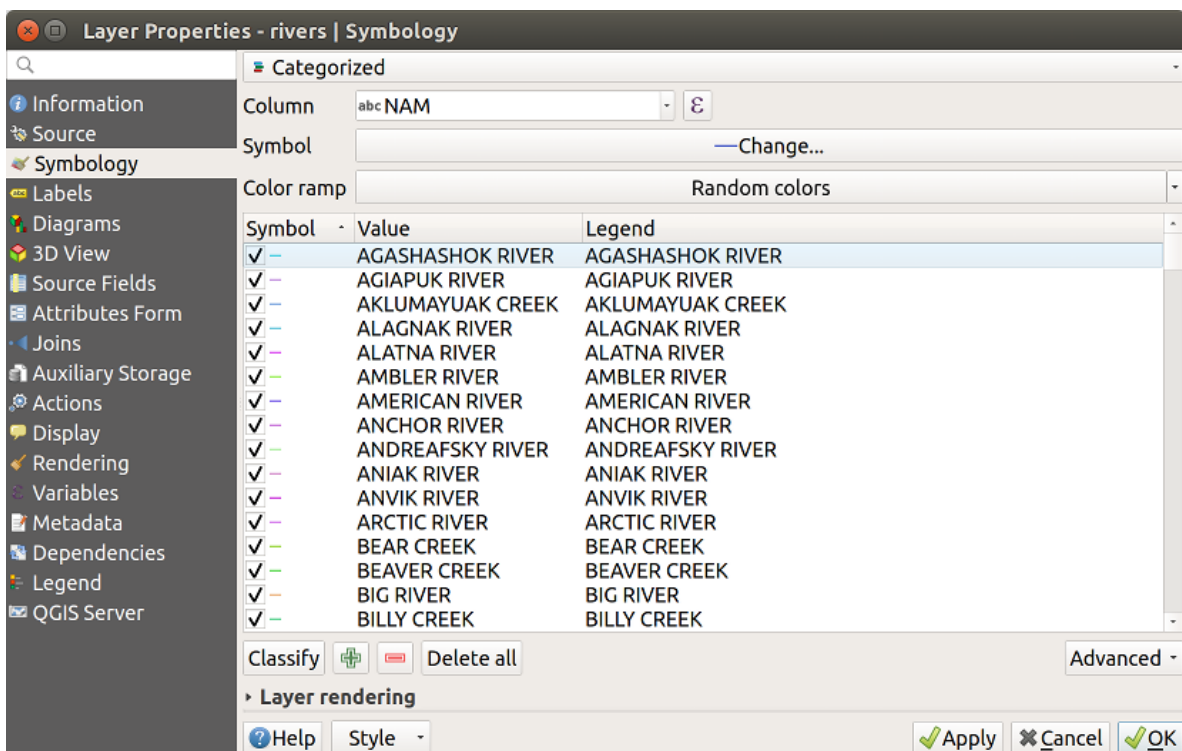 Layer Properties - rivers | Symbology
Information
Source
Symbology
Labels
Diagrams
3D View
Source Fields
Attributes Form
Joins
Auxiliary Storage
Actions
Display
Rendering
Variables
Metadata
Dependencies
Legend
QGIS Server
Categorized
Column abc NAM ε
Symbol Change...
Color ramp Random colors
Symbol Value Legend
AGASHASHOK RIVER AGASHASHOK RIVER
AGIAPUK RIVER AGIAPUK RIVER
AKLUMAYUAK CREEK AKLUMAYUAK CREEK
ALAGNAK RIVER ALAGNAK RIVER
ALATNA RIVER ALATNA RIVER
AMBLER RIVER AMBLER RIVER
AMERICAN RIVER AMERICAN RIVER
ANCHOR RIVER ANCHOR RIVER
ANDREAFSKY RIVER ANDREAFSKY RIVER
ANIAK RIVER ANIAK RIVER
ANVIK RIVER ANVIK RIVER
ARCTIC RIVER ARCTIC RIVER
BEAR CREEK BEAR CREEK
BEAVER CREEK BEAVER CREEK
BIG RIVER BIG RIVER
BILLY CREEK BILLY CREEK
Classify Delete all Advanced
Layer rendering
Help Style Apply Cancel OK